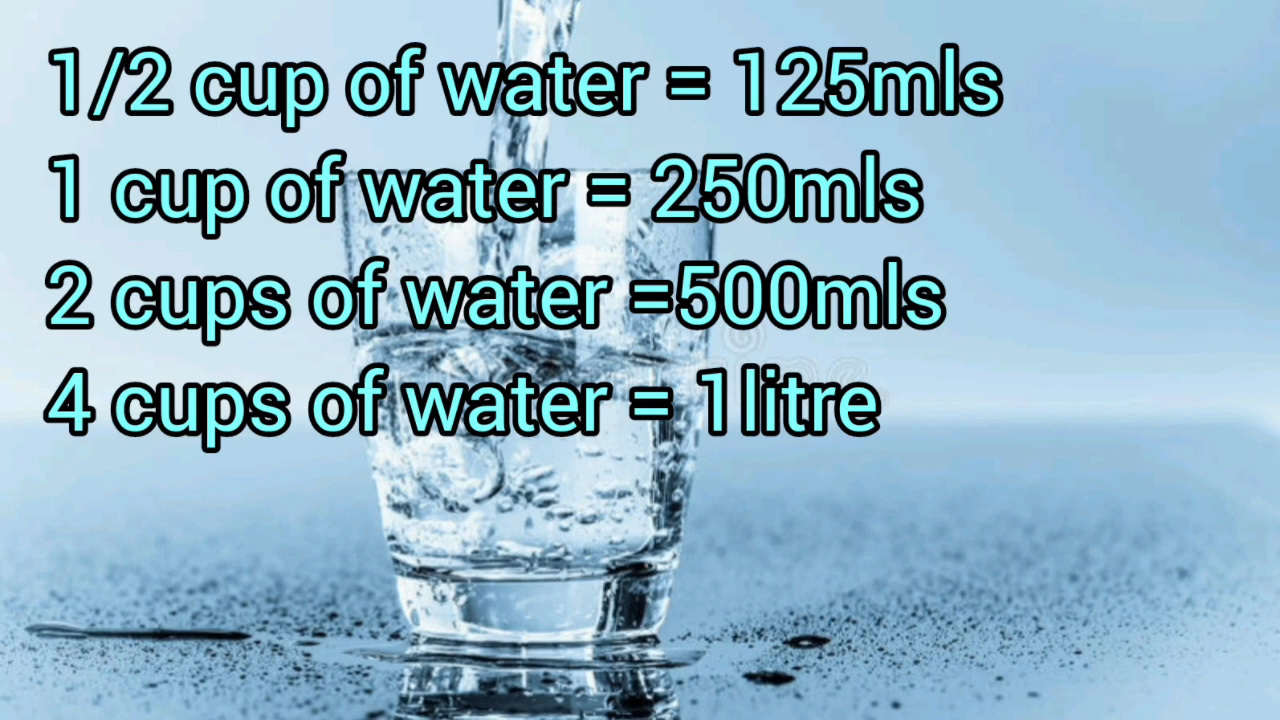 1/2 cup of water = 125mls
1 cup of water = 250mls
2 cups of water =500mls
4 cups of water = 1litre